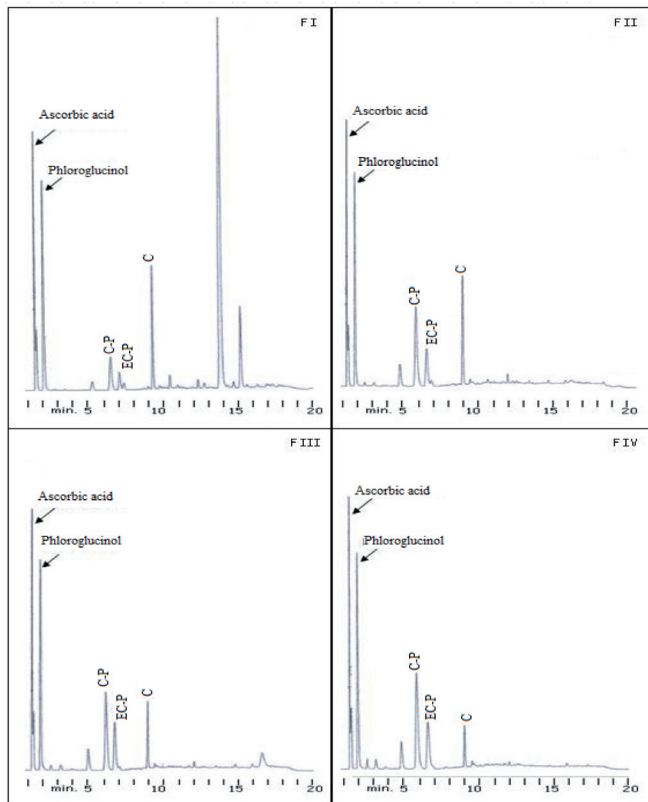 F I
Ascorbic acid
Phloroglucinol
C-P
EC-P
C
min. 5 10 15 20
F II
Ascorbic acid
Phloroglucinol
C-P
EC-P
C
min. 5 10 15 20
F III
Ascorbic acid
Phloroglucinol
C-P
EC-P
C
min. 5 10 15 20
F IV
Ascorbic acid
Phloroglucinol
C-P
EC-P
C
min. 5 10 15 20